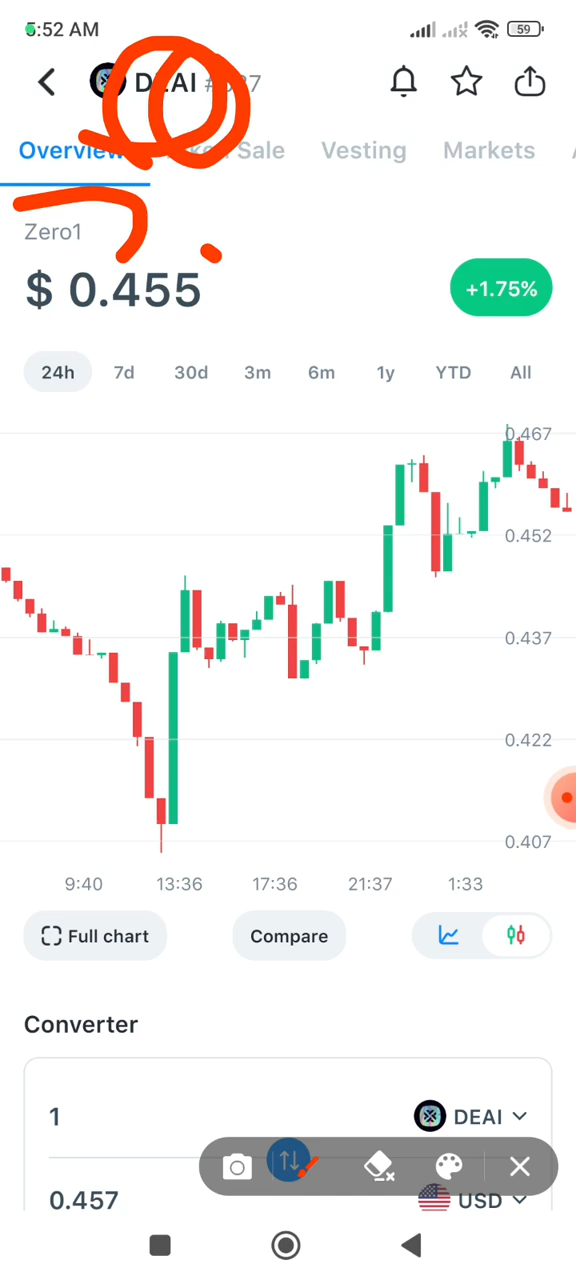 5:52 AM
59
DEAI
Overview
Sale
Vesting
Markets
Zero1
$ 0.455
+1.75%
24h
7d
30d
3m
6m
1y
YTD
All
0.467
0.452
0.437
0.422
0.407
9:40
13:36
17:36
21:37
1:33
Full chart
Compare
Converter
1
DEAI
0.457
USD